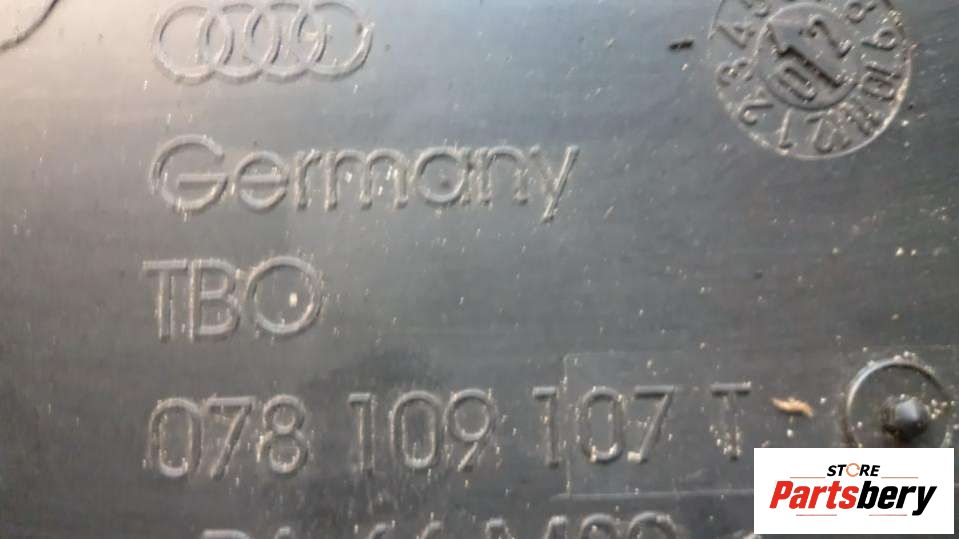 Germany
TBO
078 109 107 T
STORE
Partsbery